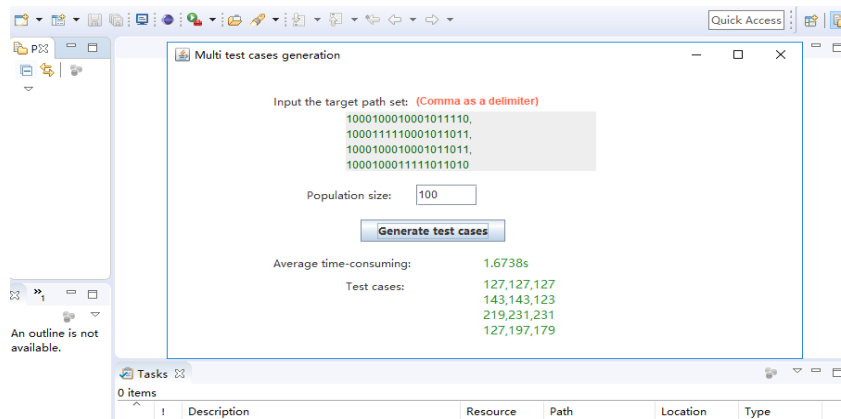 Quick Access
P
Multi test cases generation
Input the target path set: (Comma as a delimiter)
1000100010001011110,
1000111110001011011,
1000100010001011011,
1000100011111011010
Population size: 100
Generate test cases
Average time-consuming: 1.6738s
Test cases: 127,127,127
143,143,123
219,231,231
127,197,179
»1
An outline is not
available.
Tasks
0 items
! Description Resource Path Location Type